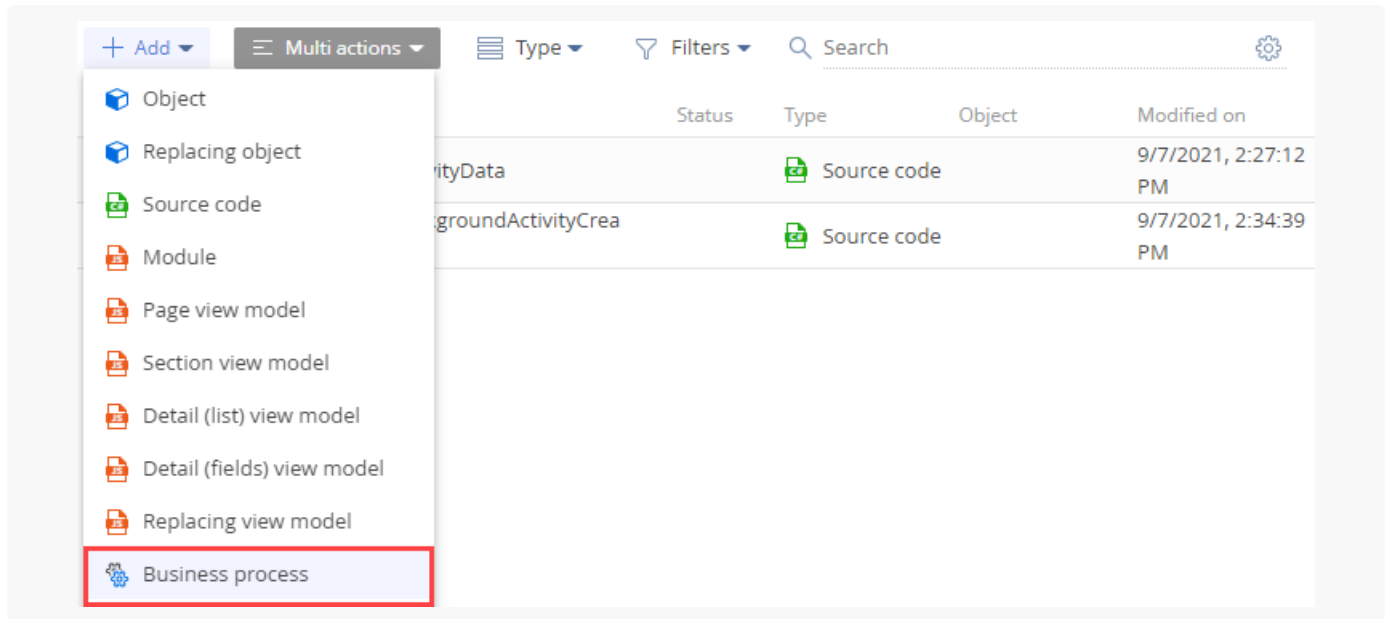 + Add Multi actions Type Filters Search
Object
Status Type Object Modified on
Replacing object
vityData Source code 9/7/2021, 2:27:12
PM
Source code
groundActivityCrea Source code 9/7/2021, 2:34:39
PM
Module
Page view model
Section view model
Detail (list) view model
Detail (fields) view model
Replacing view model
Business process